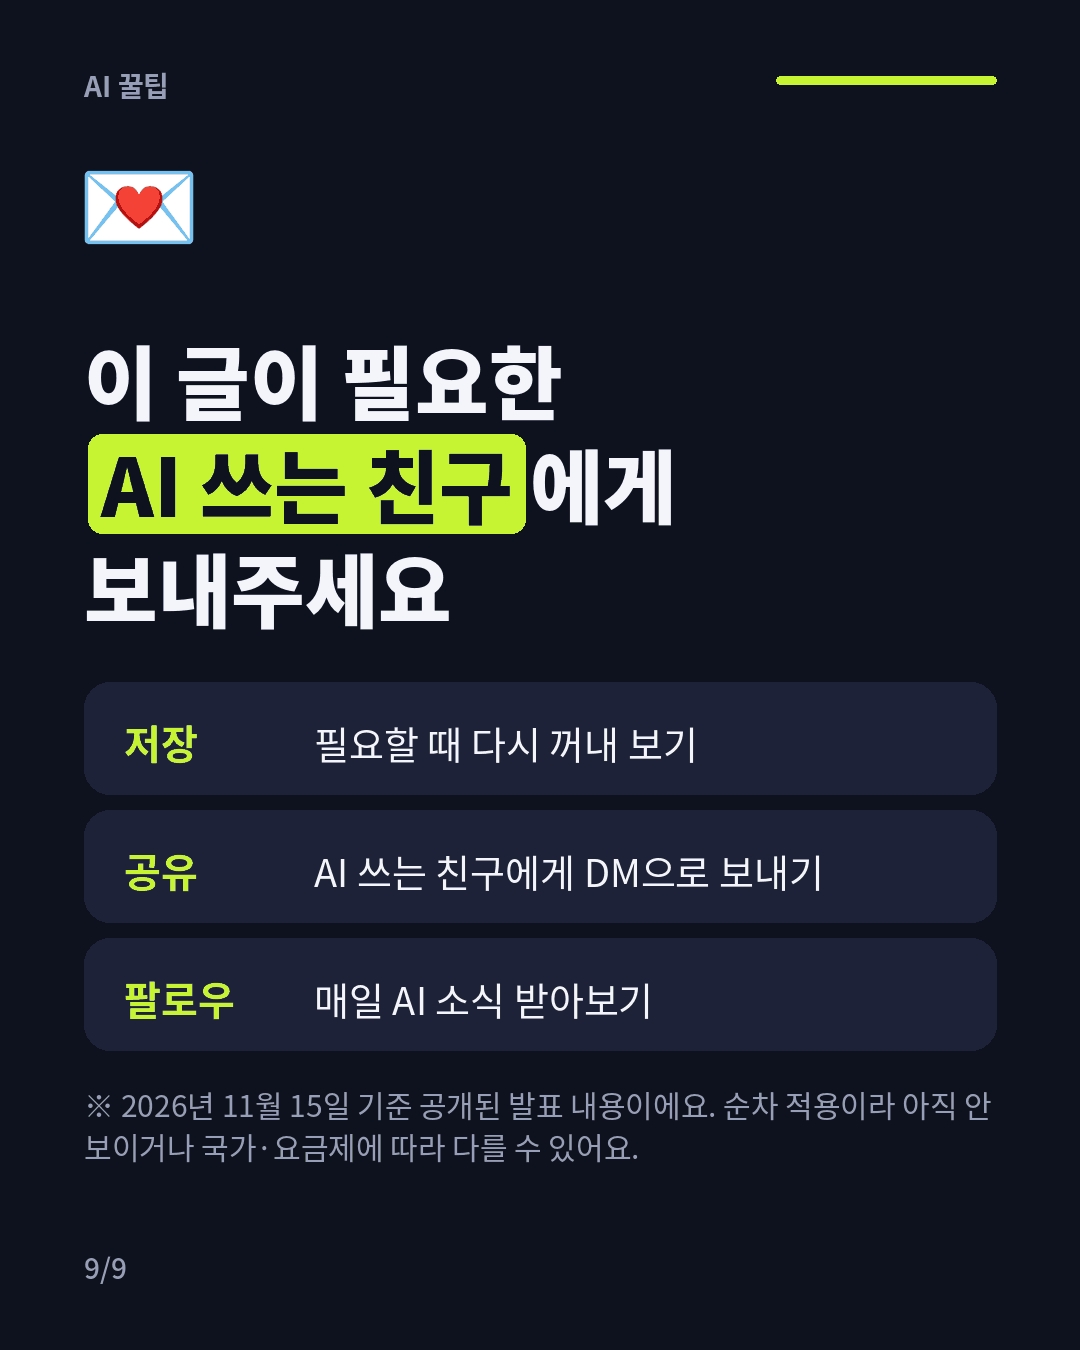 AI 꿀팁
이 글이 필요한
AI 쓰는 친구에게
보내주세요
저장 필요할 때 다시 꺼내 보기
공유 AI 쓰는 친구에게 DM으로 보내기
팔로우 매일 AI 소식 받아보기
※ 2026년 11월 15일 기준 공개된 발표 내용이에요. 순차 적용이라 아직 안
보이거나 국가·요금제에 따라 다를 수 있어요.
9/9